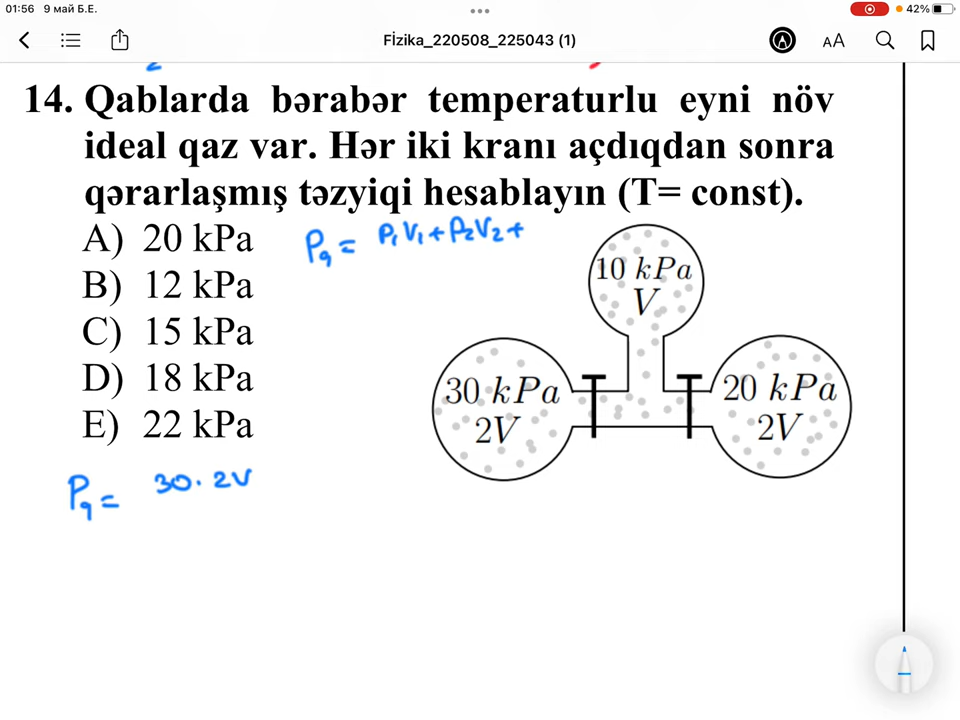 01:56 9 май Б.Е.
42%
Fizika_220508_225043 (1)
AA
14. Qablarda bərabər temperaturlu eyni növ
ideal qaz var. Hər iki kranı açdıqdan sonra
qərarlaşmış təzyiqi hesablayın (T= const).
A) 20 kPa
B) 12 kPa
C) 15 kPa
D) 18 kPa
E) 22 kPa
Pq = P₁V₁+P₂V₂+
10 kPa
V
30 kPa
2V
20 kPa
2V
Pq = 30.2V